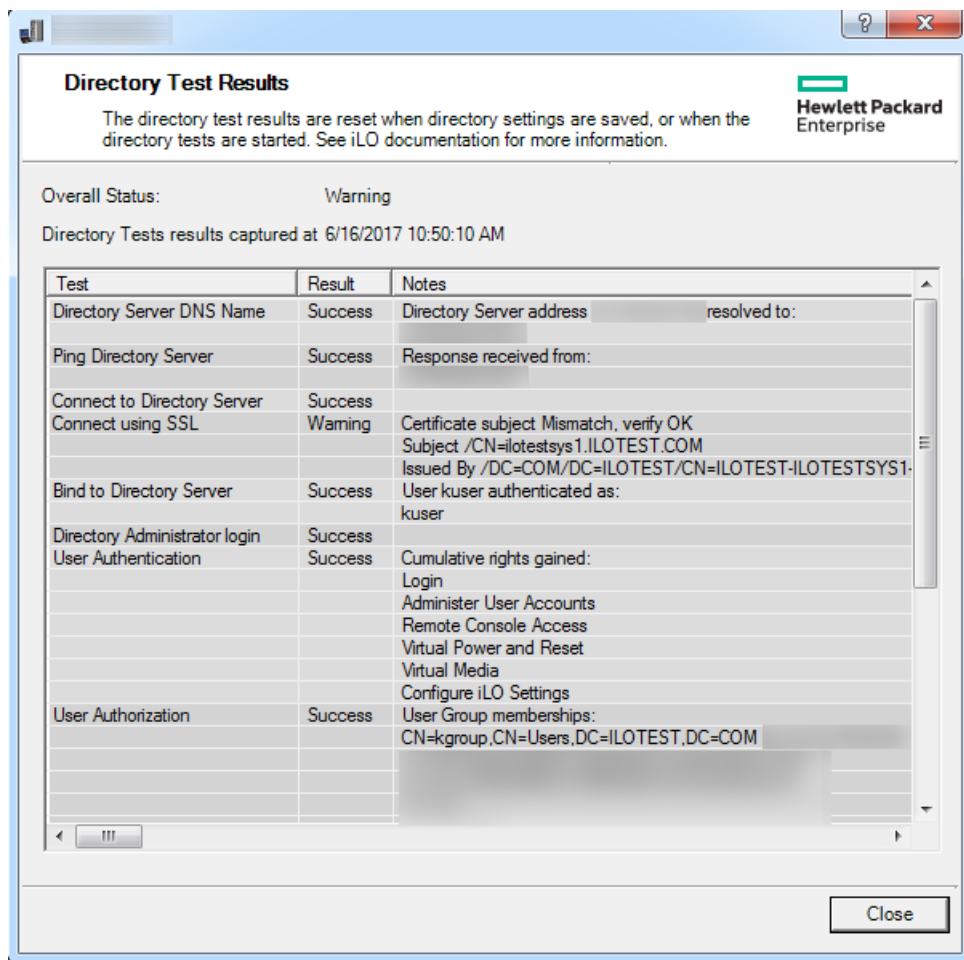 Directory Test Results
The directory test results are reset when directory settings are saved, or when the
directory tests are started. See iLO documentation for more information.
Hewlett Packard
Enterprise
Overall Status: Warning
Directory Tests results captured at 6/16/2017 10:50:10 AM
Test Result Notes
Directory Server DNS Name Success Directory Server address resolved to:
Ping Directory Server Success Response received from:
Connect to Directory Server Success
Connect using SSL Warning Certificate subject Mismatch, verify OK
Subject /CN=ilotestsys1.ILOTEST.COM
Issued By /DC=COM/DC=ILOTEST/CN=ILOTEST-ILOTESTSYS1-
Bind to Directory Server Success User kuser authenticated as:
kuser
Directory Administrator login Success
User Authentication Success Cumulative rights gained:
Login
Administer User Accounts
Remote Console Access
Virtual Power and Reset
Virtual Media
Configure iLO Settings
User Authorization Success User Group memberships:
CN=kgroup,CN=Users,DC=ILOTEST,DC=COM
Close